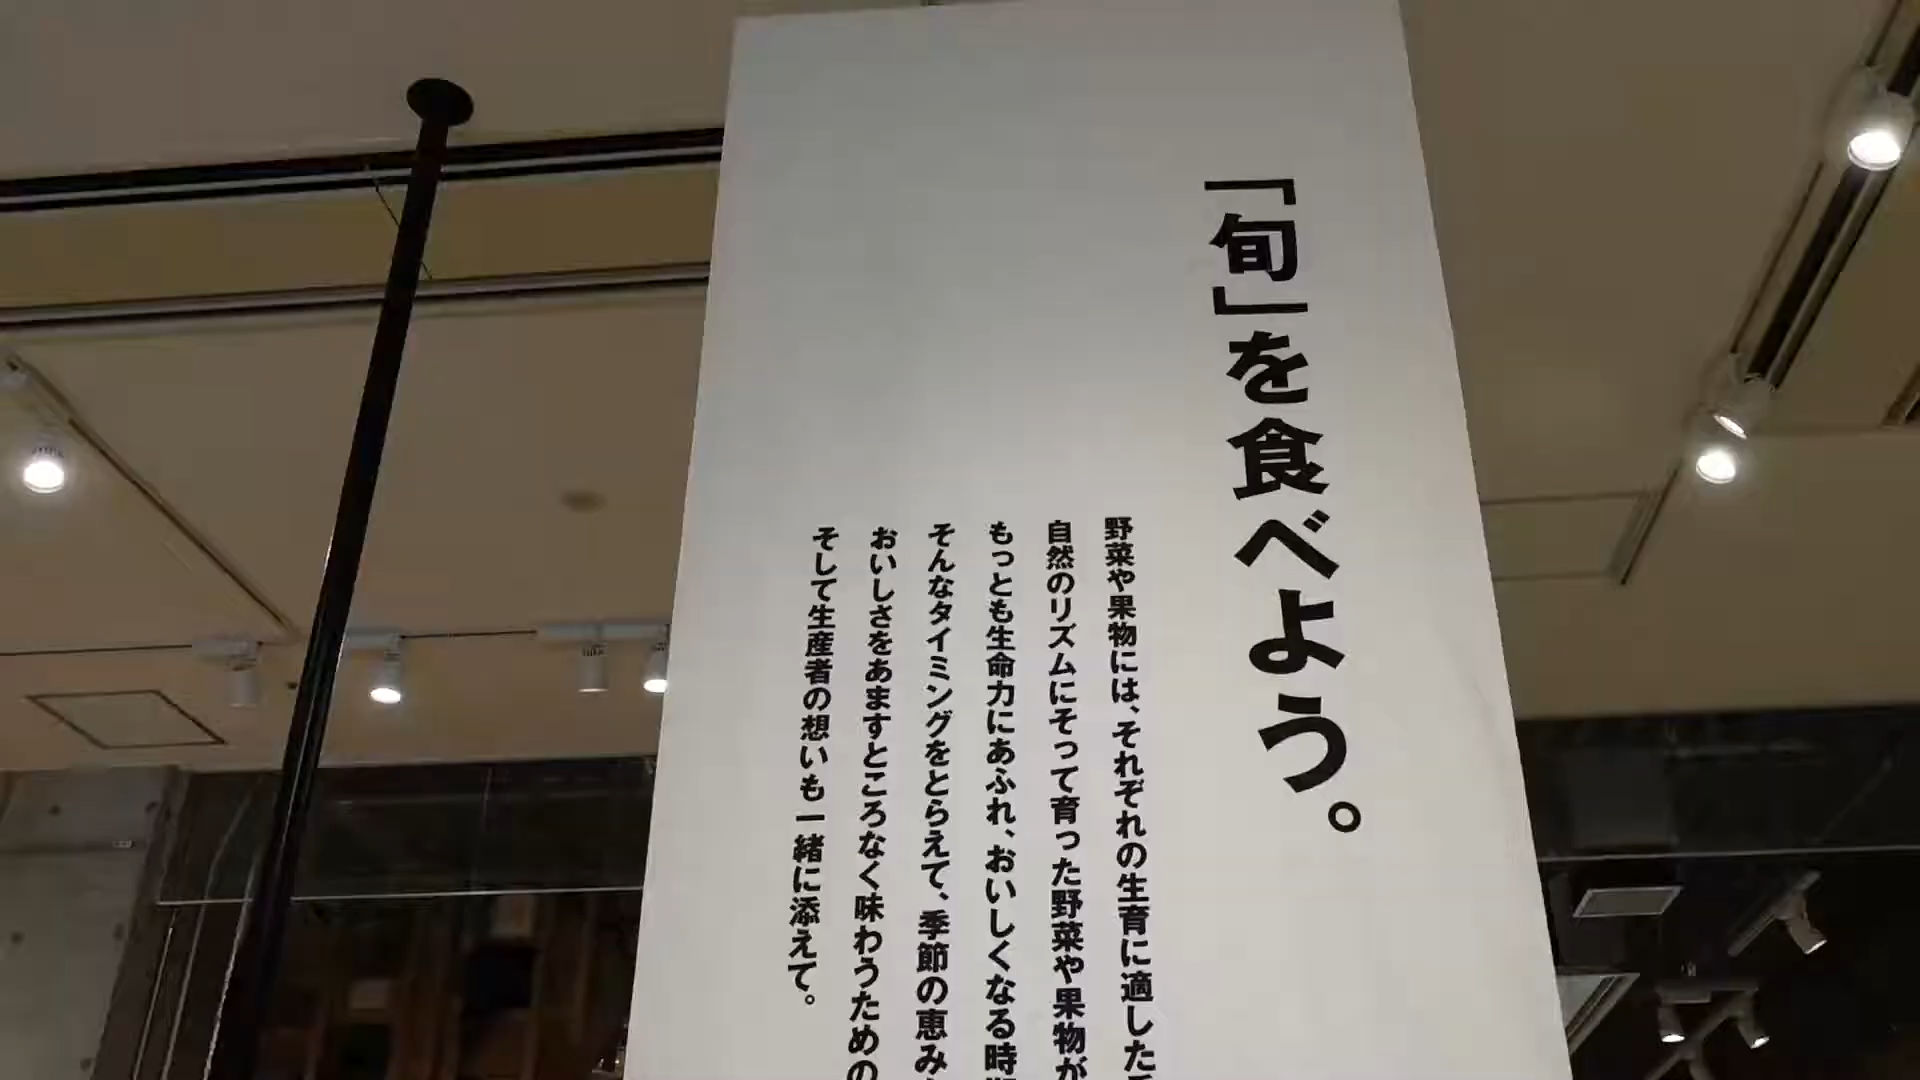 「旬」を食べよう。
野菜や果物には、それぞれの生育に適した
自然のリズムにそって育った野菜や果物が
もっとも生命力にあふれ、おいしくなる時
そんなタイミングをとらえて、季節の恵み
おいしさをあますところなく味わうための
そして生産者の想いも一緒に添えて。